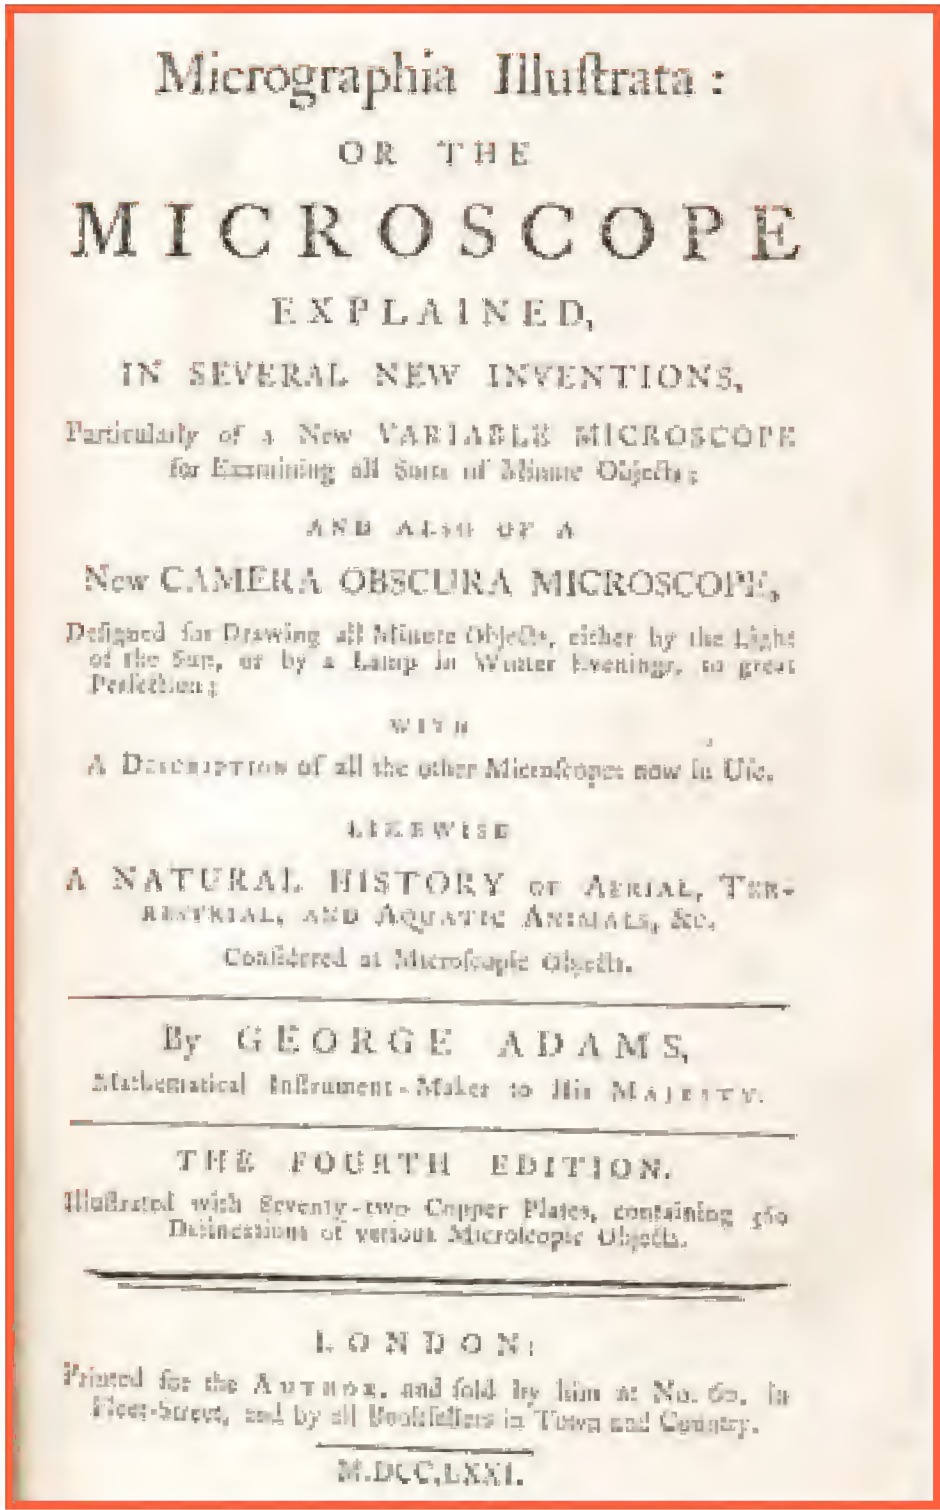 Micrographia Illuſtrata:
OR THE
MICROSCOPE
EXPLAINED,
IN SEVERAL NEW INVENTIONS,
Particularly of a New VARIABLE MICROSCOPE
for Examining all Sorts of Minute Objects;
AND ALSO OF A
New CAMERA OBSCURA MICROSCOPE,
Deſigned for Drawing all Minute Objects, either by the Light
of the Sun, or by a Lamp in Winter Evenings, to great
Perfection;
WITH
A DESCRIPTION of all the other Microſcopes now in Uſe.
LIKEWISE
A NATURAL HISTORY OF AERIAL, TER-
RESTRIAL, AND AQUATIC ANIMALS, &c.
Conſidered as Microſcopic Objects.
By GEORGE ADAMS,
Mathematical Inſtrument-Maker to His MAJESTY.
THE FOURTH EDITION.
Illuſtrated with Seventy-two Copper Plates, containing 560
Delineations of various Microſcopic Objects.
LONDON:
Printed for the AUTHOR, and ſold by him at No. 60, in
Fleet-Street, and by all Bookſellers in Town and Country.
M.DCC.LXXI.